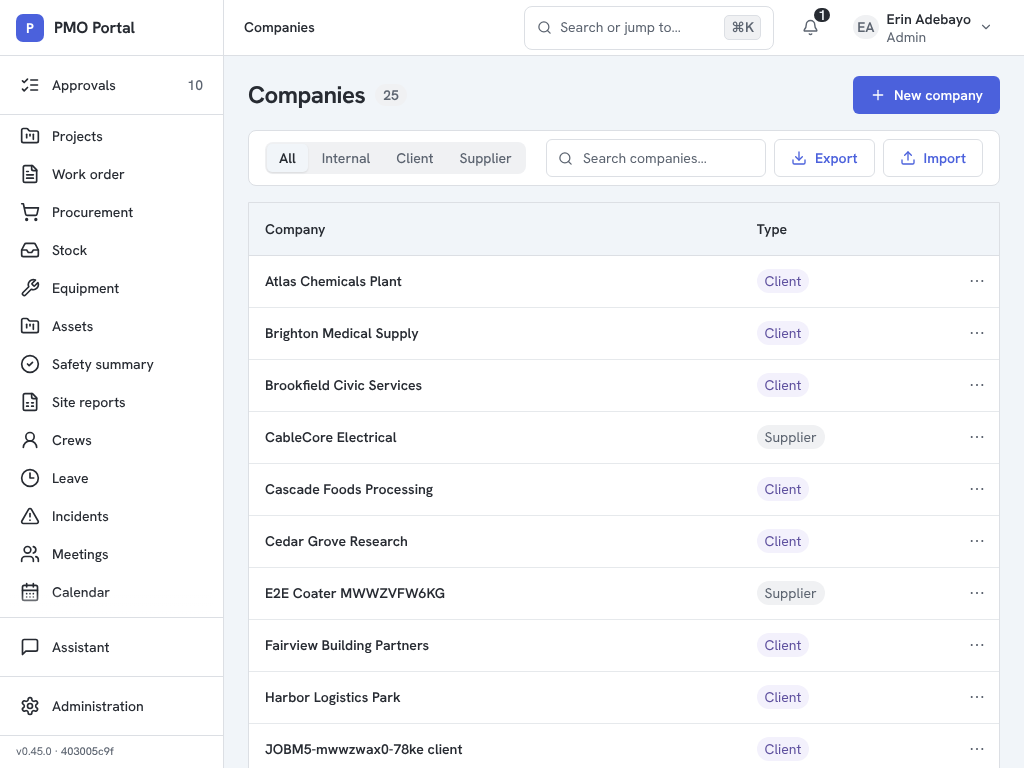 P PMO Portal
Companies
Search or jump to...
⌘K
1
EA
Erin Adebayo
Admin
Approvals 10
Projects
Work order
Procurement
Stock
Equipment
Assets
Safety summary
Site reports
Crews
Leave
Incidents
Meetings
Calendar
Assistant
Administration
v0.45.0 · 403005c9f
Companies 25
New company
All Internal Client Supplier
Search companies...
Export
Import
Company Type
Atlas Chemicals Plant Client
Brighton Medical Supply Client
Brookfield Civic Services Client
CableCore Electrical Supplier
Cascade Foods Processing Client
Cedar Grove Research Client
E2E Coater MWWZVFW6KG Supplier
Fairview Building Partners Client
Harbor Logistics Park Client
JOBM5-mwwzwax0-78ke client Client